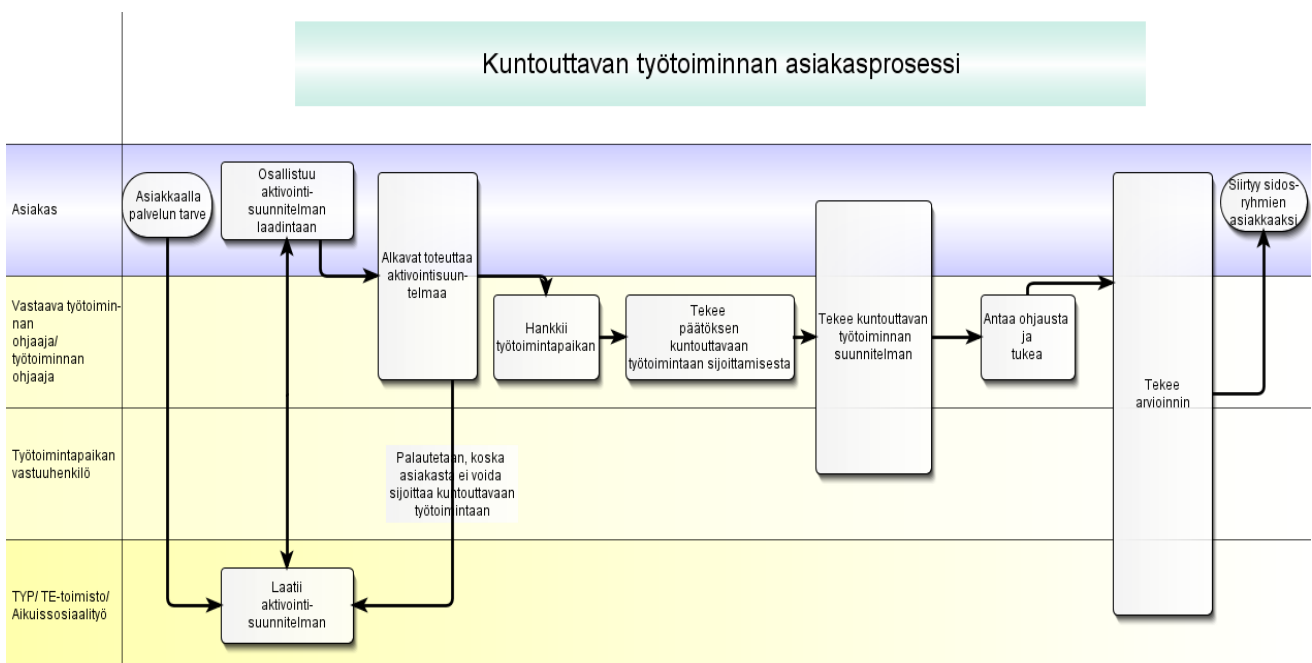 Kuntouttavan työtoiminnan asiakasprosessi
Asiakas
Asiakkaalla
palvelun tarve
Osallistuu
aktivointi-
suunnitelman
laadintaan
Alkavat toteuttaa
aktivointisuun-
telmaa
Siirtyy sidos-
ryhmien
asiakkaaksi
Vastaava työtoimin-
nan
ohjaaja/
työtoiminnan
ohjaaja
Hankkii
työtoimintapaikan
Tekee
päätöksen
kuntouttavaan
työtoimintaan sijoittamisesta
Tekee kuntouttavan
työtoiminnan
suunnitelman
Antaa ohjausta
ja
tukea
Tekee
arvioinnin
Työtoimintapaikan
vastuuhenkilö
Palautetaan, koska
asiakasta ei voida
sijoittaa kuntouttavaan
työtoimintaan
TYP/ TE-toimisto/
Aikuissosiaalityö
Laatii
aktivointi-
suunnitelman